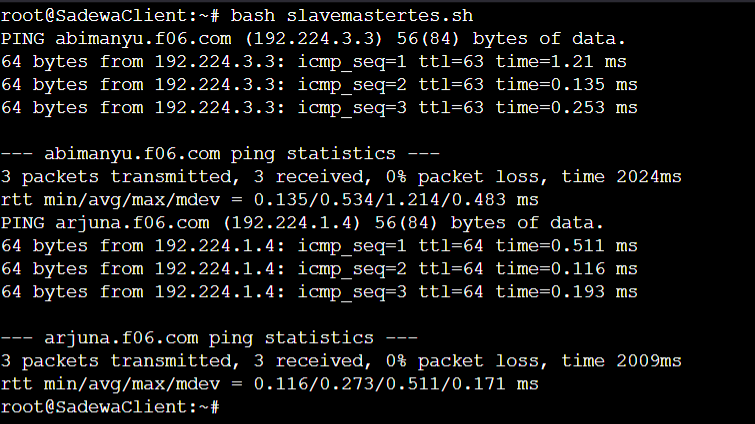 root@SadewaClient:~# bash slavemastertes.sh
PING abimanyu.f06.com (192.224.3.3) 56(84) bytes of data.
64 bytes from 192.224.3.3: icmp_seq=1 ttl=63 time=1.21 ms
64 bytes from 192.224.3.3: icmp_seq=2 ttl=63 time=0.135 ms
64 bytes from 192.224.3.3: icmp_seq=3 ttl=63 time=0.253 ms

--- abimanyu.f06.com ping statistics ---
3 packets transmitted, 3 received, 0% packet loss, time 2024ms
rtt min/avg/max/mdev = 0.135/0.534/1.214/0.483 ms
PING arjuna.f06.com (192.224.1.4) 56(84) bytes of data.
64 bytes from 192.224.1.4: icmp_seq=1 ttl=64 time=0.511 ms
64 bytes from 192.224.1.4: icmp_seq=2 ttl=64 time=0.116 ms
64 bytes from 192.224.1.4: icmp_seq=3 ttl=64 time=0.193 ms

--- arjuna.f06.com ping statistics ---
3 packets transmitted, 3 received, 0% packet loss, time 2009ms
rtt min/avg/max/mdev = 0.116/0.273/0.511/0.171 ms
root@SadewaClient:~#